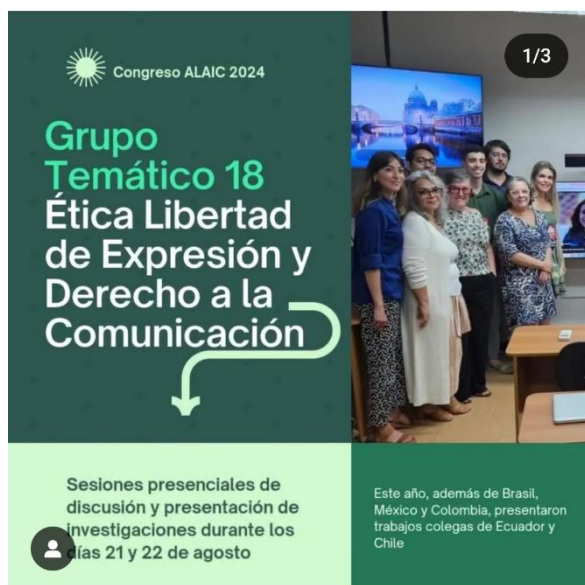 1/3
Congreso ALAIC 2024
Grupo
Temático 18
Ética Libertad
de Expresión y
Derecho a la
Comunicación
Sesiones presenciales de
discusión y presentación de
investigaciones durante los
días 21 y 22 de agosto
Este año, además de Brasil,
México y Colombia, presentaron
trabajos colegas de Ecuador y
Chile